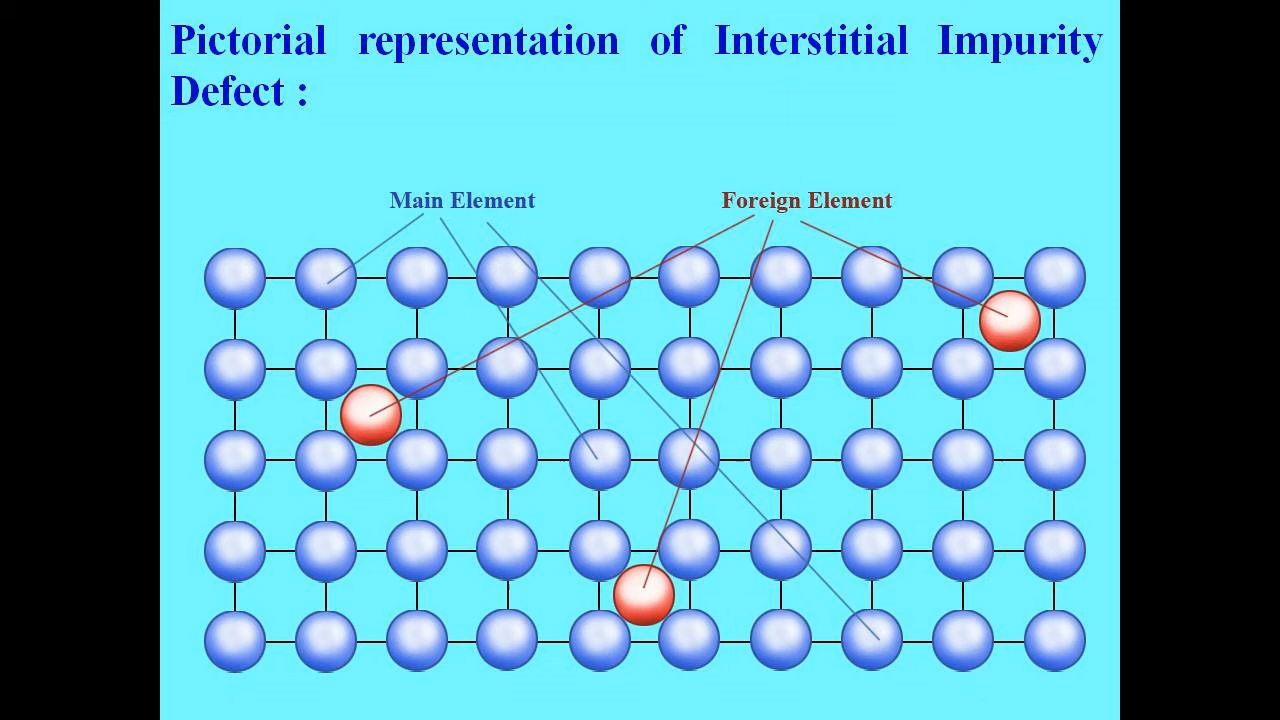 Pictorial representation of Interstitial Impurity
Defect :
Main Element
Foreign Element